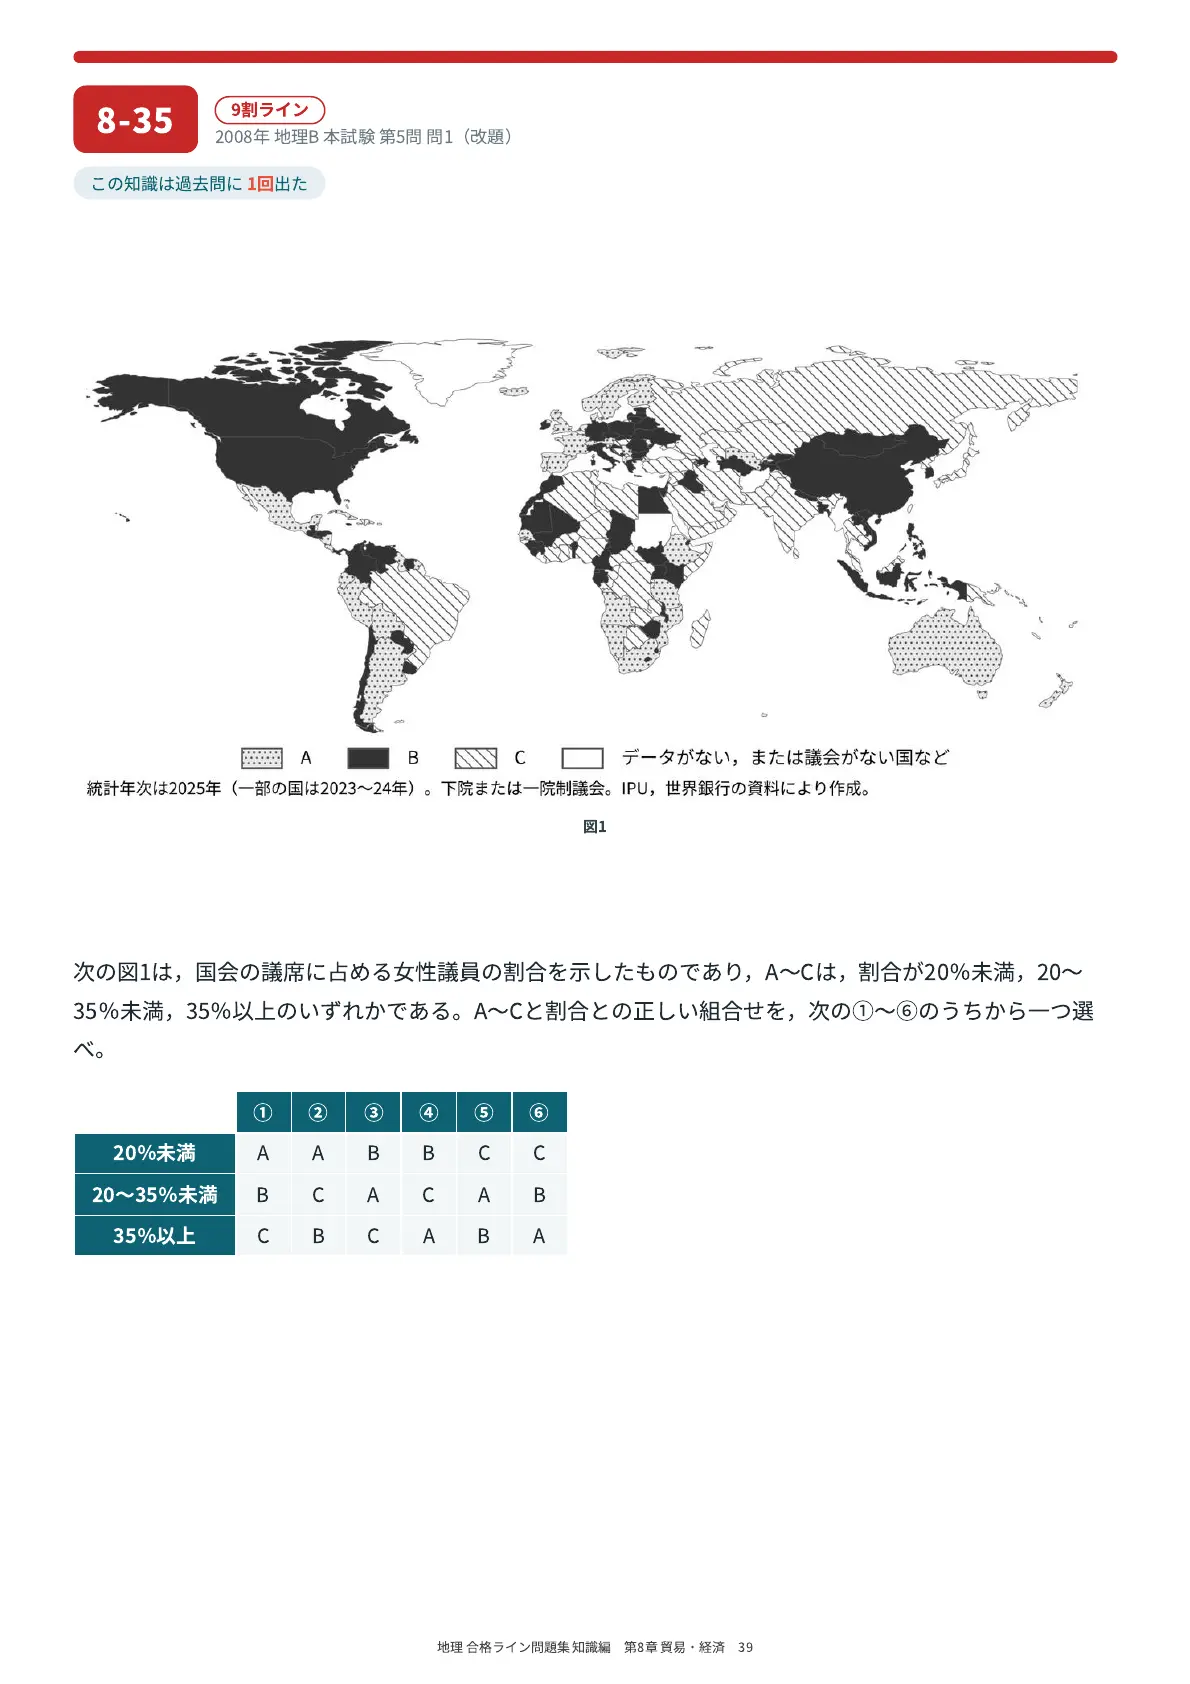 8-35
9割ライン
2008年 地理B 本試験 第5問 問1（改題）
この知識は過去問に 1回出た
A B C データがない，または議会がない国など
統計年次は2025年（一部の国は2023～24年）。下院または一院制議会。IPU，世界銀行の資料により作成。
図1
次の図1は，国会の議席に占める女性議員の割合を示したものであり，A～Cは，割合が20%未満，20～
35%未満，35%以上のいずれかである。A～Cと割合との正しい組合せを，次の①～⑥のうちから一つ選
べ。
① ② ③ ④ ⑤ ⑥
20%未満 A A B B C C
20～35%未満 B C A C A B
35%以上 C B C A B A
地理 合格ライン問題集 知識編　第8章 貿易・経済　39